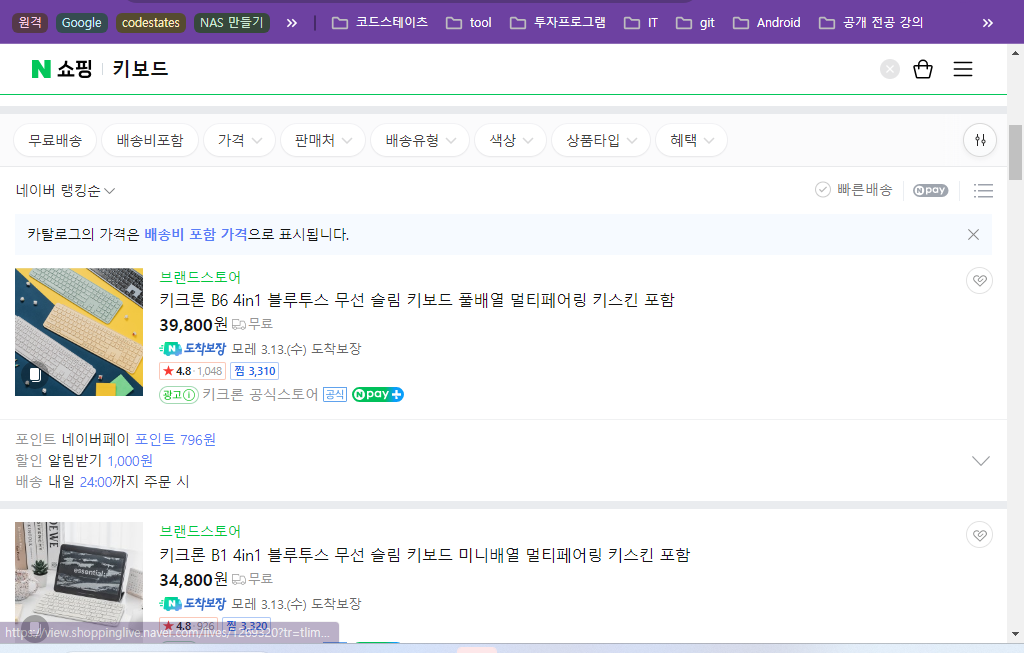 원격 Google codestates NAS 만들기 » 코드스테이츠 tool 투자프로그램 IT git Android 공개 전공 강의 »
N 쇼핑 키보드
무료배송 배송비포함 가격 판매처 배송유형 색상 상품타입 혜택
네이버 랭킹순 빠른배송 N pay
카탈로그의 가격은 배송비 포함 가격으로 표시됩니다.
브랜드스토어
키크론 B6 4in1 블루투스 무선 슬림 키보드 풀배열 멀티페어링 키스킨 포함
39,800원 무료
N 도착보장 모레 3.13.(수) 도착보장
★ 4.8 · 1,048 찜 3,310
광고 키크론 공식스토어 공식 N pay +
포인트 네이버페이 포인트 796원
할인 알림받기 1,000원
배송 내일 24:00까지 주문 시
브랜드스토어
키크론 B1 4in1 블루투스 무선 슬림 키보드 미니배열 멀티페어링 키스킨 포함
34,800원 무료
N 도착보장 모레 3.13.(수) 도착보장
★ 4.8 · 926 찜 3,320
essential
https://view.shoppinglive.naver.com/lives/1269320?tr=tlim...